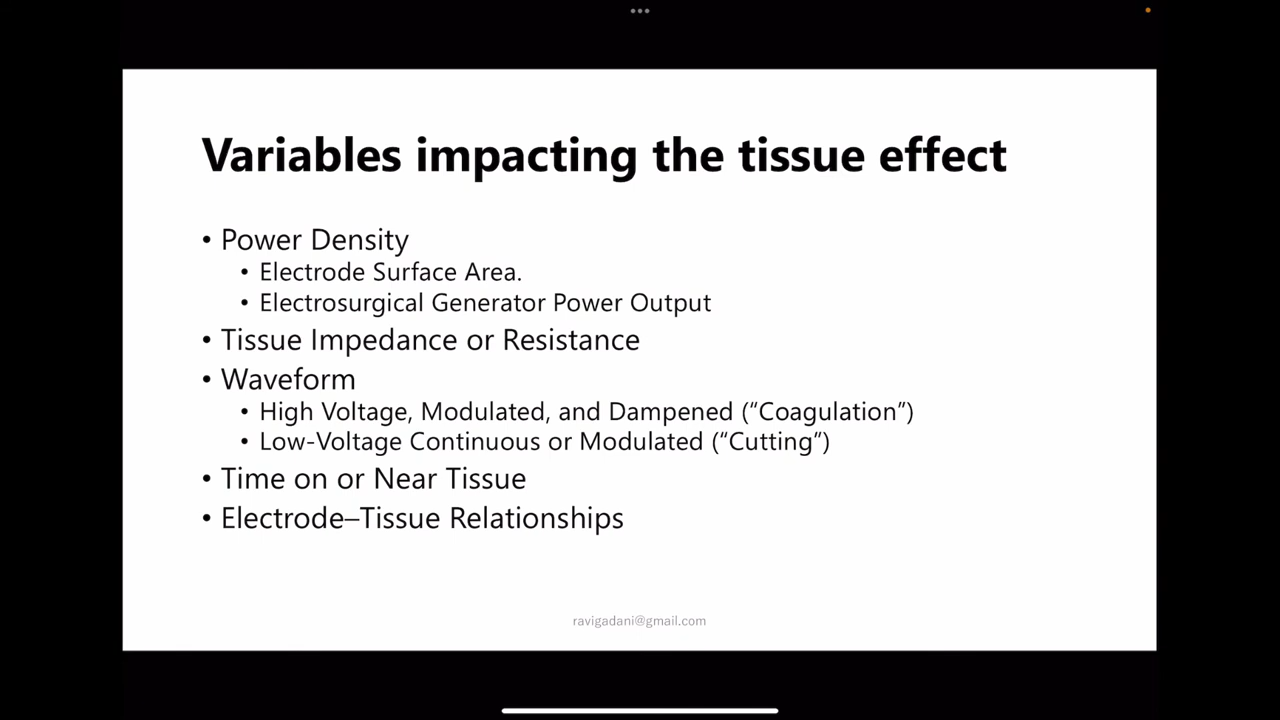 Variables impacting the tissue effect
• Power Density
• Electrode Surface Area.
• Electrosurgical Generator Power Output
• Tissue Impedance or Resistance
• Waveform
• High Voltage, Modulated, and Dampened (“Coagulation”)
• Low-Voltage Continuous or Modulated (“Cutting”)
• Time on or Near Tissue
• Electrode–Tissue Relationships
ravigadani@gmail.com